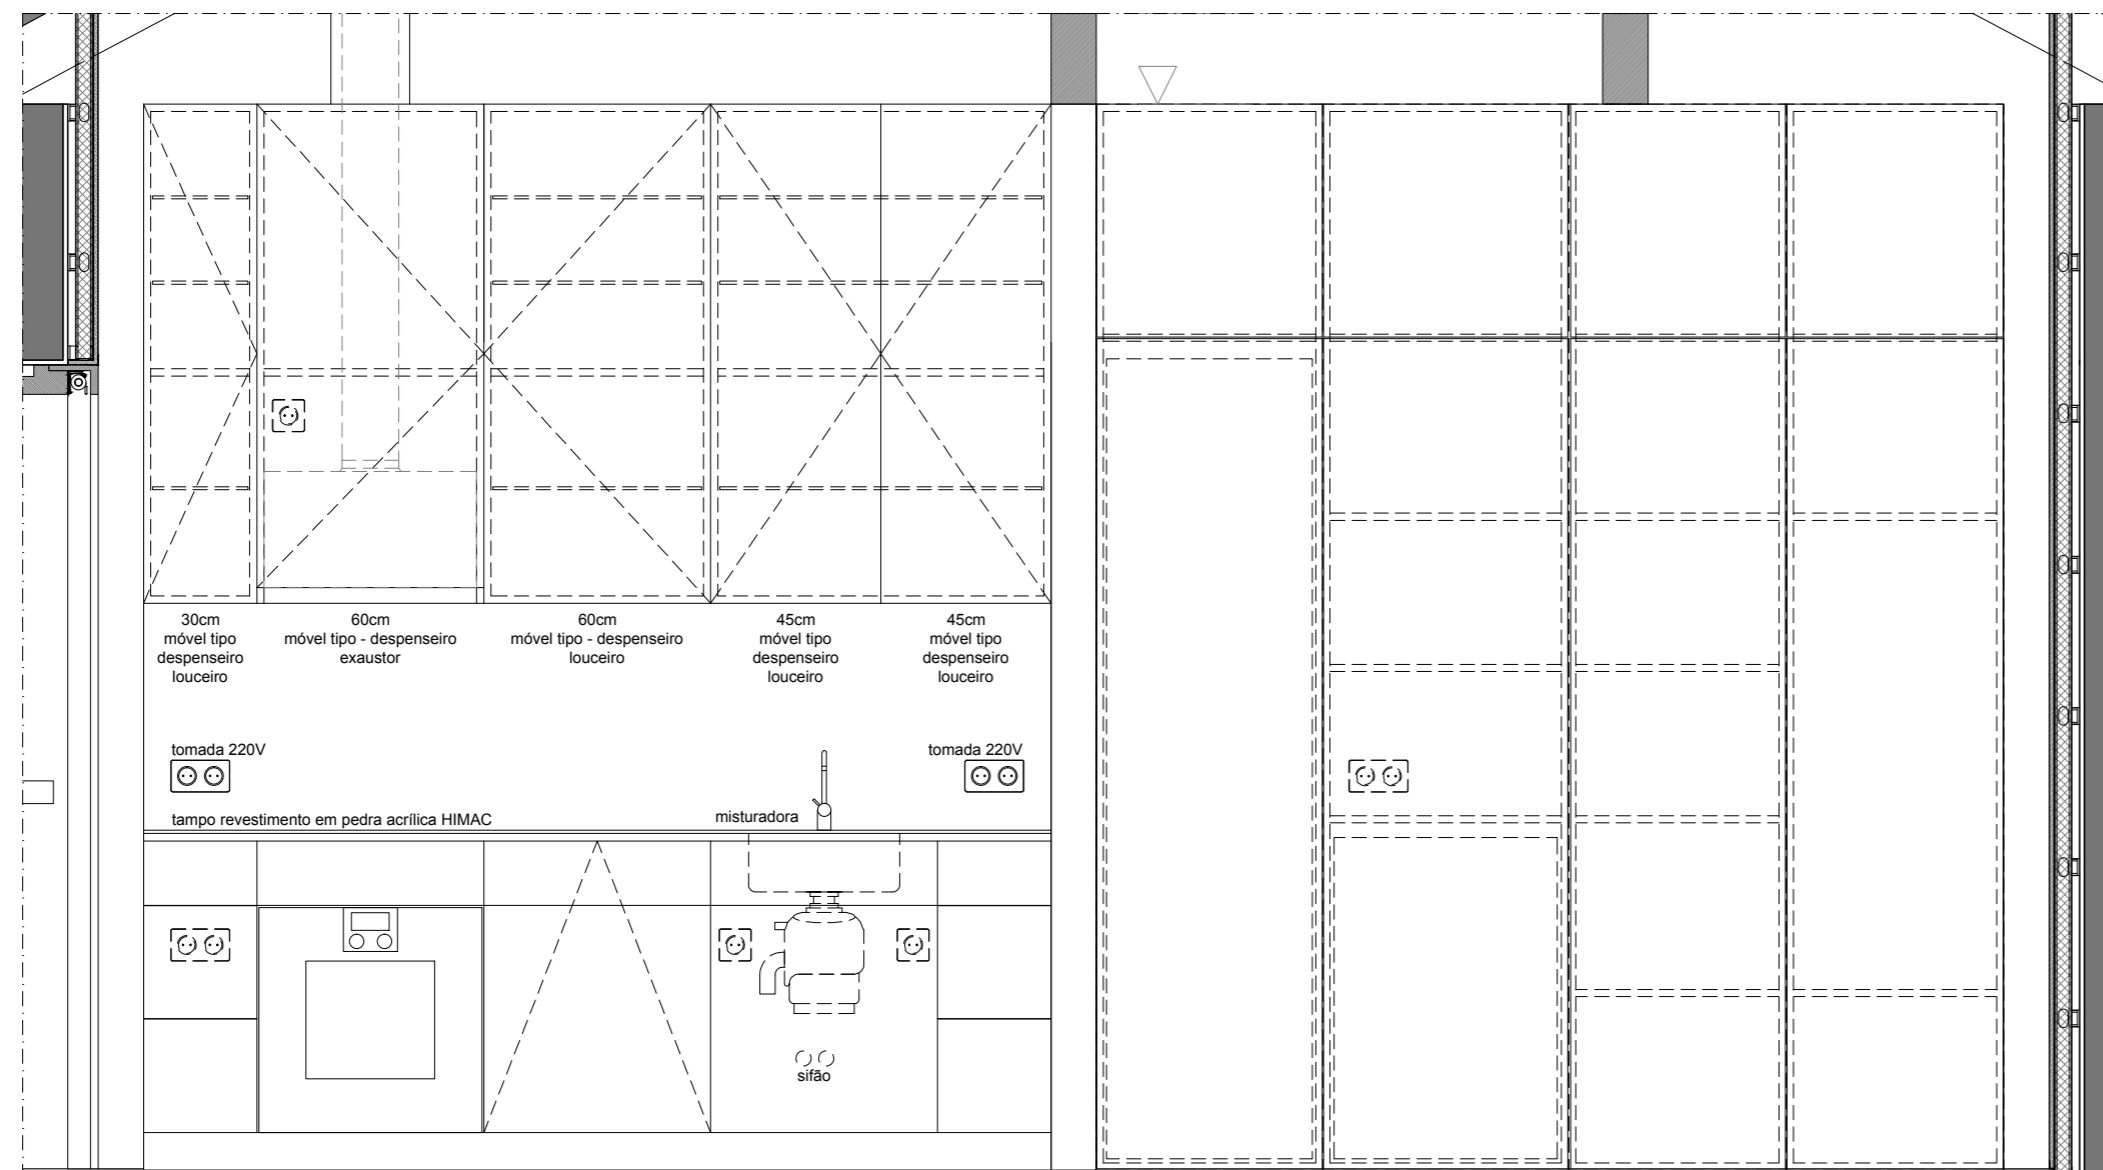 30cm
móvel tipo
despenseiro
louceiro
60cm
móvel tipo - despenseiro
exaustor
60cm
móvel tipo - despenseiro
louceiro
45cm
móvel tipo
despenseiro
louceiro
45cm
móvel tipo
despenseiro
louceiro
tomada 220V
tomada 220V
tampo revestimento em pedra acrílica HIMAC
misturadora
sifão